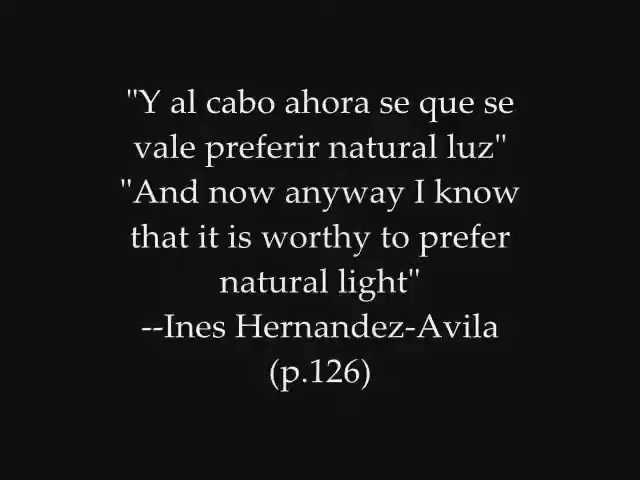 "Y al cabo ahora se que se
vale preferir natural luz"
"And now anyway I know
that it is worthy to prefer
natural light"
--Ines Hernandez-Avila
(p.126)